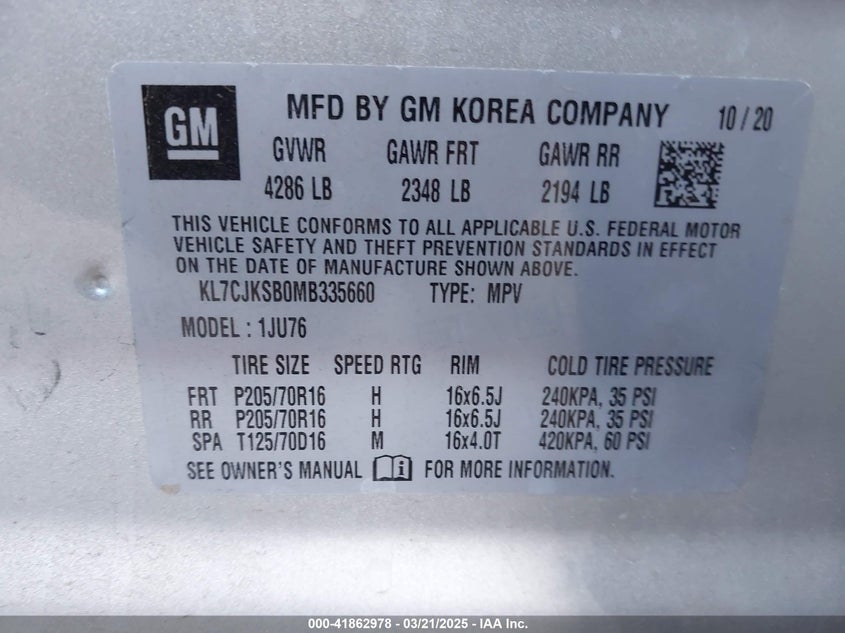 GM
MFD BY GM KOREA COMPANY 10 / 20
GVWR GAWR FRT GAWR RR
4286 LB 2348 LB 2194 LB
THIS VEHICLE CONFORMS TO ALL APPLICABLE U.S. FEDERAL MOTOR
VEHICLE SAFETY AND THEFT PREVENTION STANDARDS IN EFFECT
ON THE DATE OF MANUFACTURE SHOWN ABOVE.
KL7CJKSB0MB335660 TYPE: MPV
MODEL : 1JU76
TIRE SIZE SPEED RTG RIM COLD TIRE PRESSURE
FRT P205/70R16 H 16x6.5J 240KPA, 35 PSI
RR P205/70R16 H 16x6.5J 240KPA, 35 PSI
SPA T125/70D16 M 16x4.0T 420KPA, 60 PSI
SEE OWNER'S MANUAL i FOR MORE INFORMATION.
000-41862978 - 03/21/2025 - IAA Inc.